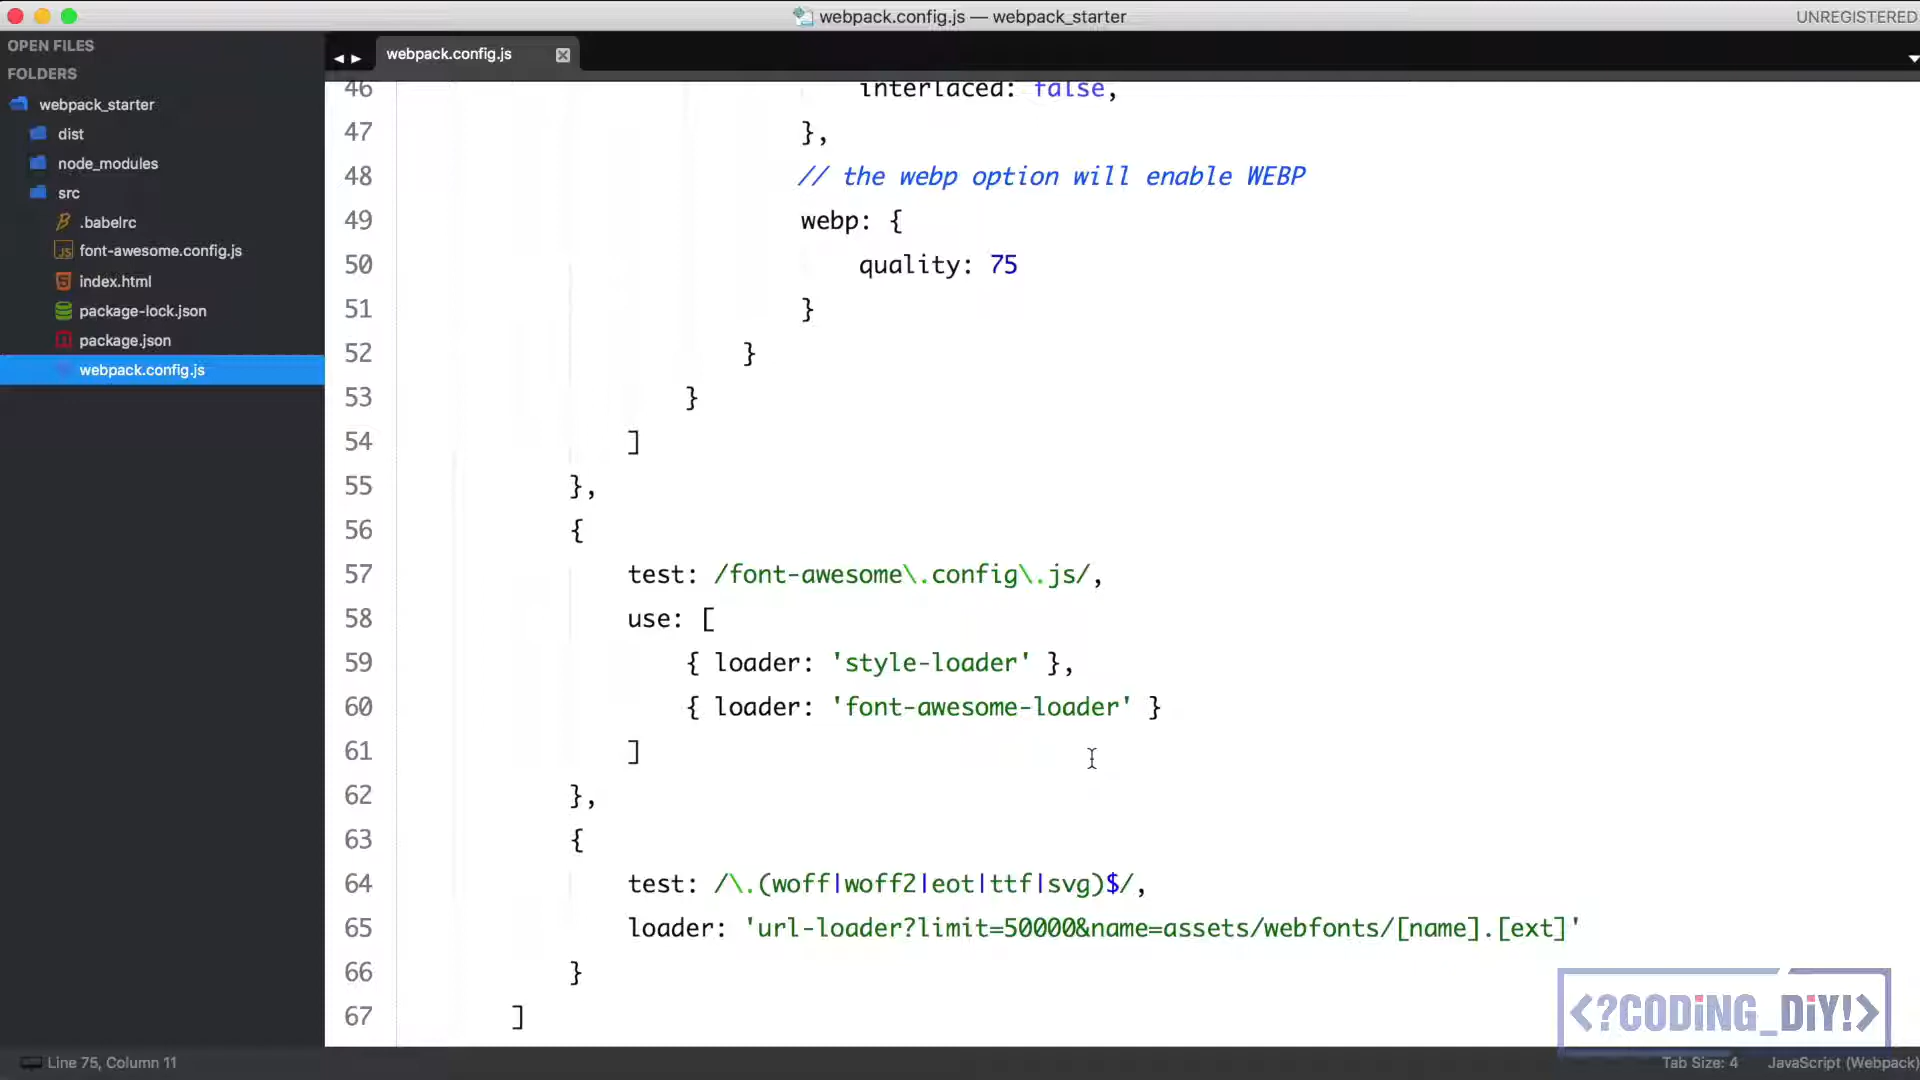 webpack.config.js — webpack_starter
UNREGISTERED
OPEN FILES
FOLDERS
webpack_starter
dist
node_modules
src
.babelrc
font-awesome.config.js
index.html
package-lock.json
package.json
webpack.config.js
webpack.config.js
46 interlaced: false,
47 },
48 // the webp option will enable WEBP
49 webp: {
50 quality: 75
51 }
52 }
53 }
54 ]
55 },
56 {
57 test: /font-awesome\.config\.js/,
58 use: [
59 { loader: 'style-loader' },
60 { loader: 'font-awesome-loader' }
61 ]
62 },
63 {
64 test: /\.(woff|woff2|eot|ttf|svg)$/,
65 loader: 'url-loader?limit=50000&name=assets/webfonts/[name].[ext]'
66 }
67 ]
<?CODiNG_DiY!>
Line 75, Column 11
Tab Size: 4
JavaScript (Webpack)